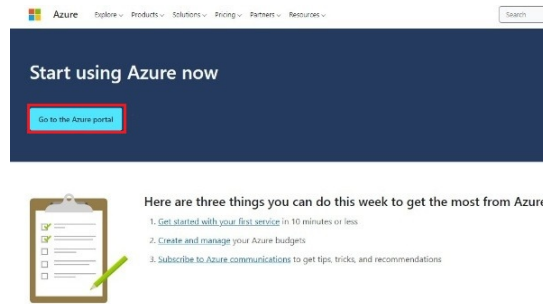 Azure Explore Products Solutions Pricing Partners Resources Search
Start using Azure now
Go to the Azure portal
Here are three things you can do this week to get the most from Azure
1. Get started with your first service in 10 minutes or less
2. Create and manage your Azure budgets
3. Subscribe to Azure communications to get tips, tricks, and recommendations